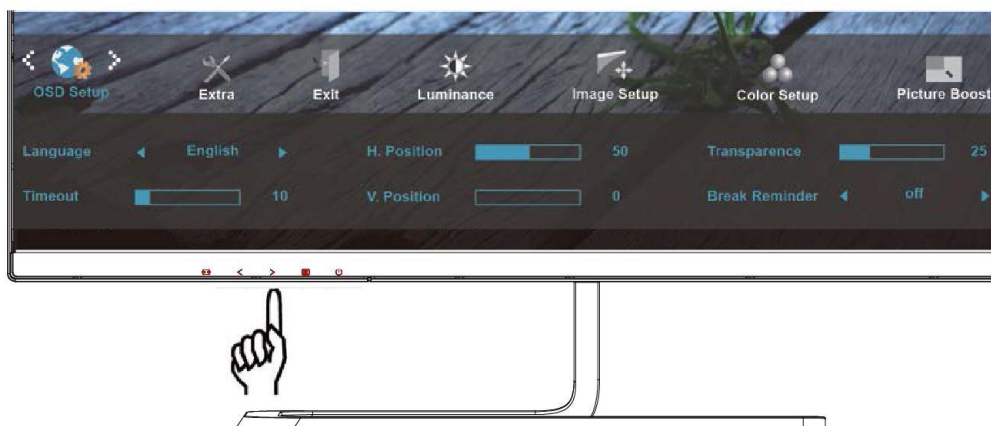 OSD Setup Extra Exit Luminance Image Setup Color Setup Picture Boost
Language English H. Position 50 Transparence 25
Timeout 10 V. Position 0 Break Reminder off